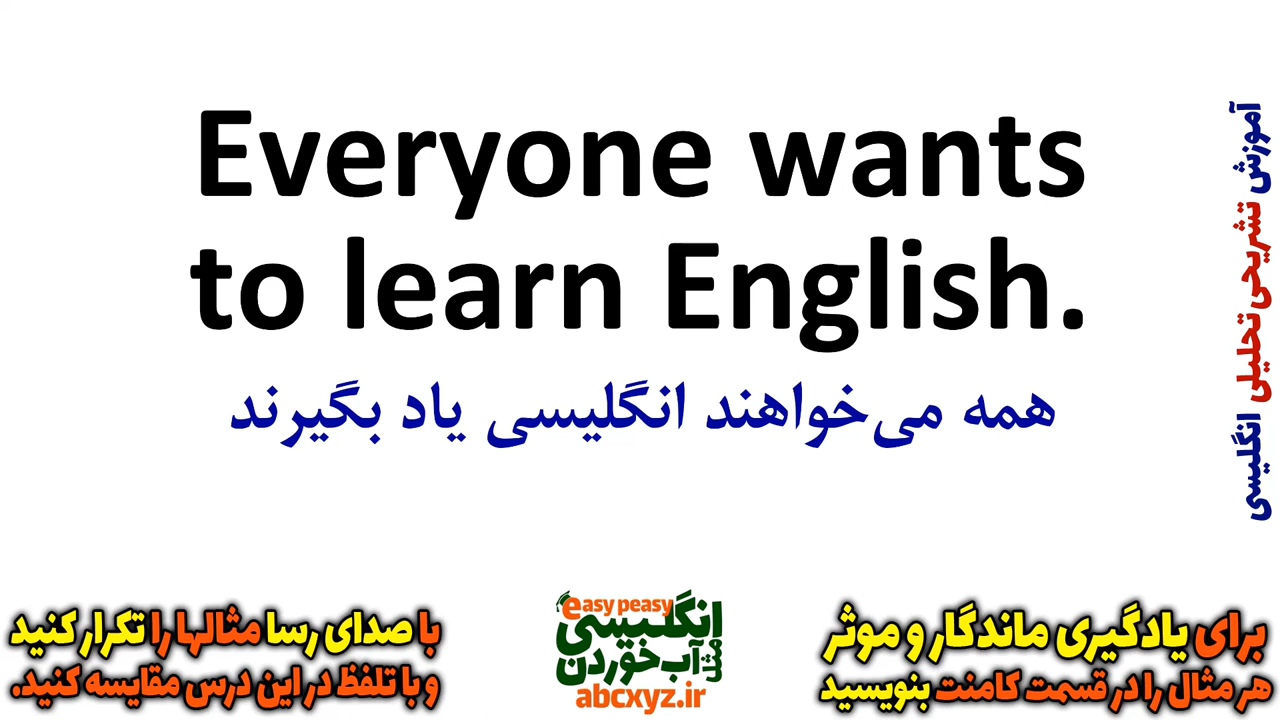 Everyone wants
to learn English.
همه می‌خواهند انگلیسی یاد بگیرند
آموزش تشریحی تحلیلی انگلیسی
برای یادگیری ماندگار و موثر
هر مثال را در قسمت کامنت بنویسید
easy peasy
انگلیسی
مثل آب خوردن
abcxyz.ir
با صدای رسا مثالها را تکرار کنید
و با تلفظ در این درس مقایسه کنید.